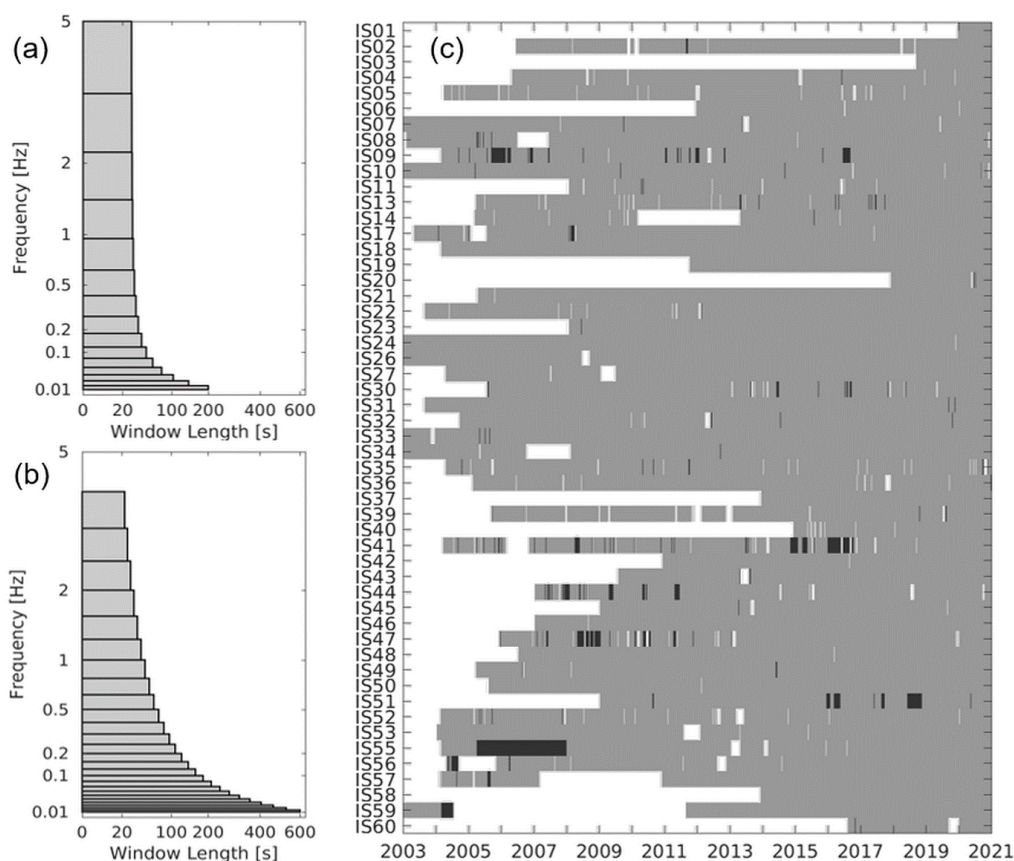 (a)
5
2
1
0.5
0.2
0.1
0.01
Frequency [Hz]
0 20 100 200 400 600
Window Length [s]
(b)
5
2
1
0.5
0.2
0.1
0.01
Frequency [Hz]
0 20 100 200 400 600
Window Length [s]
(c)
IS01
IS02
IS03
IS04
IS05
IS06
IS07
IS08
IS09
IS10
IS11
IS13
IS14
IS17
IS18
IS19
IS20
IS21
IS22
IS23
IS24
IS26
IS27
IS30
IS31
IS32
IS33
IS34
IS35
IS36
IS37
IS39
IS40
IS41
IS42
IS43
IS44
IS45
IS46
IS47
IS48
IS49
IS50
IS51
IS52
IS53
IS55
IS56
IS57
IS58
IS59
IS60
2003 2005 2007 2009 2011 2013 2015 2017 2019 2021